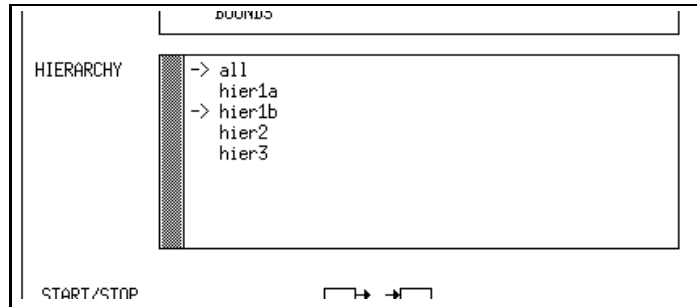 BOUNDS
HIERARCHY
-> all
hier1a
-> hier1b
hier2
hier3
START/STOP